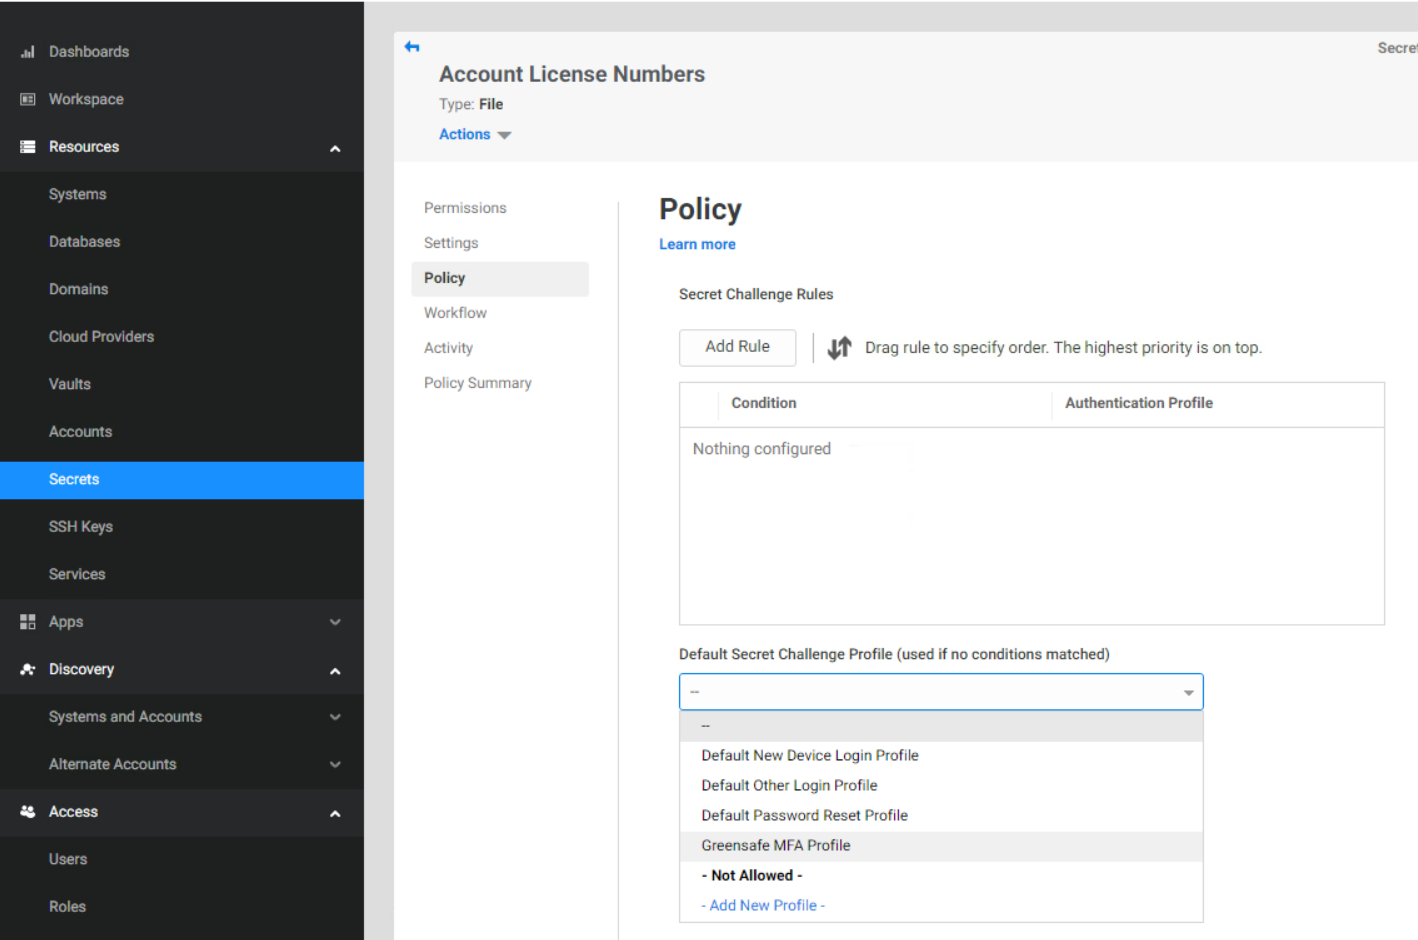 Dashboards
Workspace
Resources
Systems
Databases
Domains
Cloud Providers
Vaults
Accounts
Secrets
SSH Keys
Services
Apps
Discovery
Systems and Accounts
Alternate Accounts
Access
Users
Roles
Secret
Account License Numbers
Type: File
Actions
Permissions
Settings
Policy
Workflow
Activity
Policy Summary
Policy
Learn more
Secret Challenge Rules
Add Rule
Drag rule to specify order. The highest priority is on top.
Condition Authentication Profile
Nothing configured
Default Secret Challenge Profile (used if no conditions matched)
--
--
Default New Device Login Profile
Default Other Login Profile
Default Password Reset Profile
Greensafe MFA Profile
- Not Allowed -
- Add New Profile -